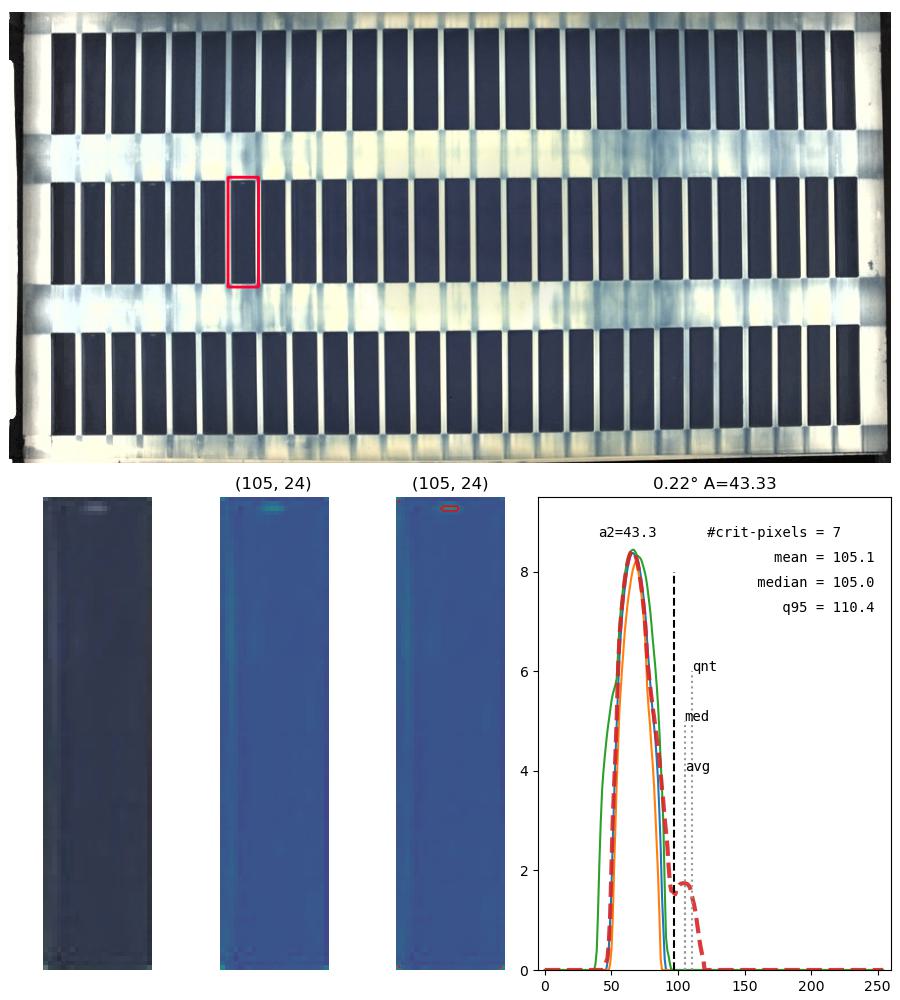 (105, 24)
(105, 24)
0.22° A=43.33
a2=43.3
#crit-pixels = 7
mean = 105.1
median = 105.0
q95 = 110.4
qnt
med
avg
8
6
4
2
0
0 50 100 150 200 250